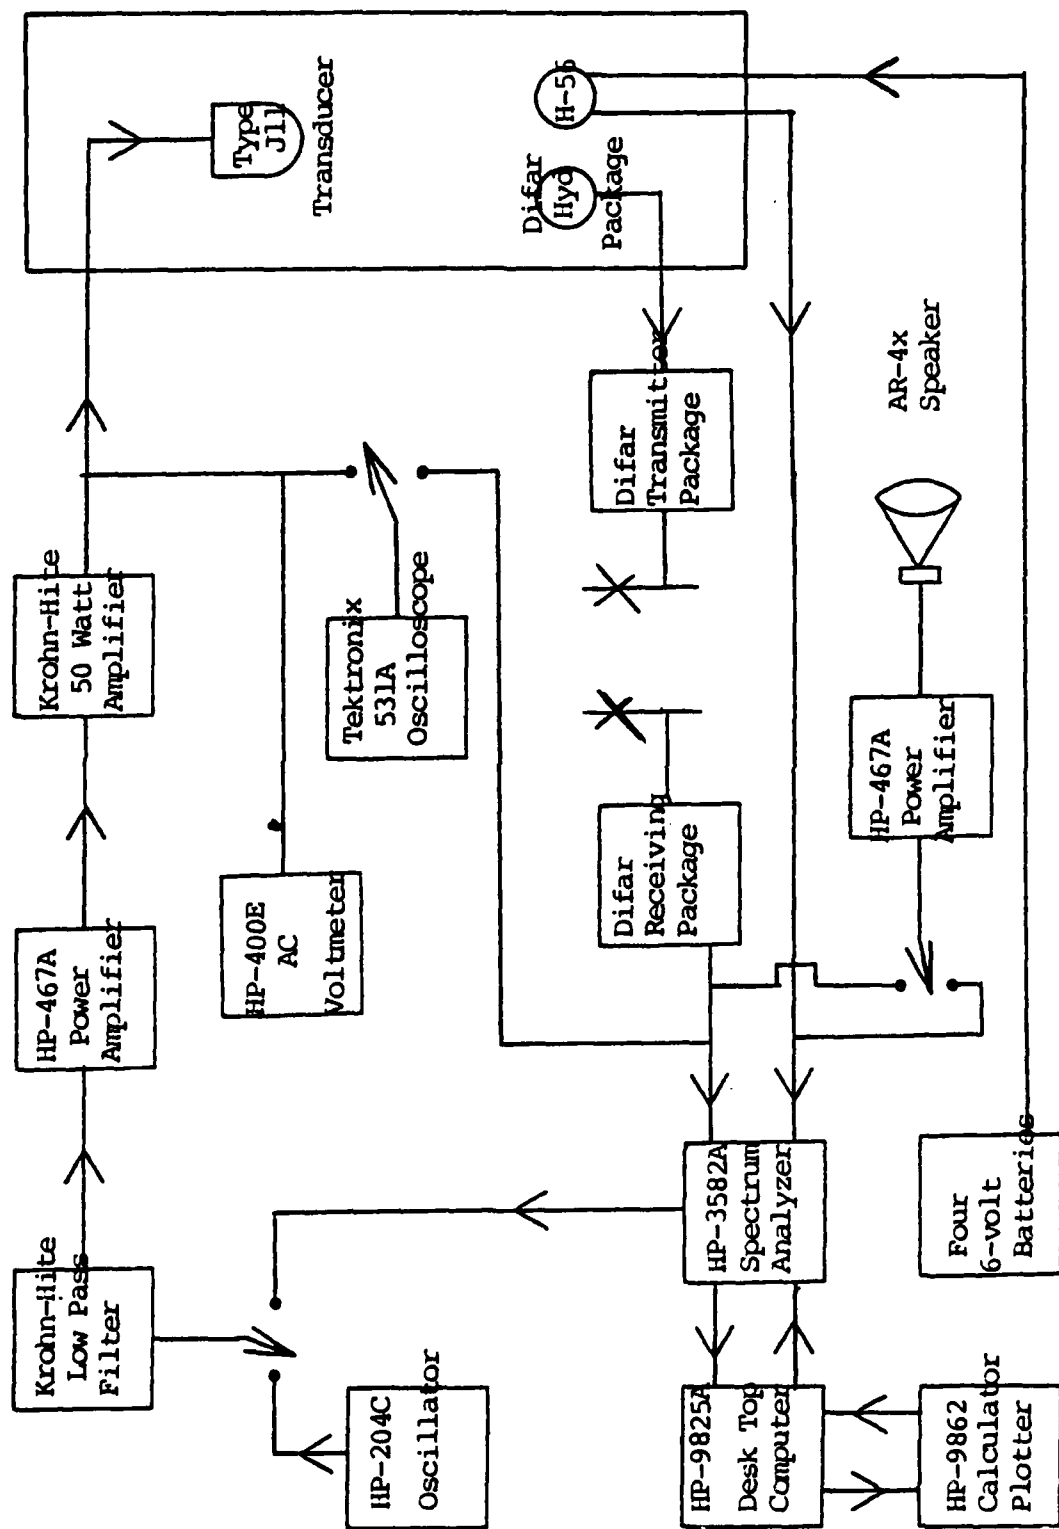 Krohn-Hite
Low Pass
Filter
HP-467A
Power
Amplifier
Krohn-Hite
50 Watt
Amplifier
Type
J11
Transducer
HP-204C
Oscillator
HP-400E
AC
Voltmeter
Tektronix
531A
Oscilloscope
Difar
Hyd
Package
H-56
HP-9825A
Desk Top
Computer
HP-3582A
Spectrum
Analyzer
Difar
Receiving
Package
Difar
Transmitter
Package
HP-9862
Calculator
Plotter
Four
6-volt
Batteries
HP-467A
Power
Amplifier
AR-4x
Speaker